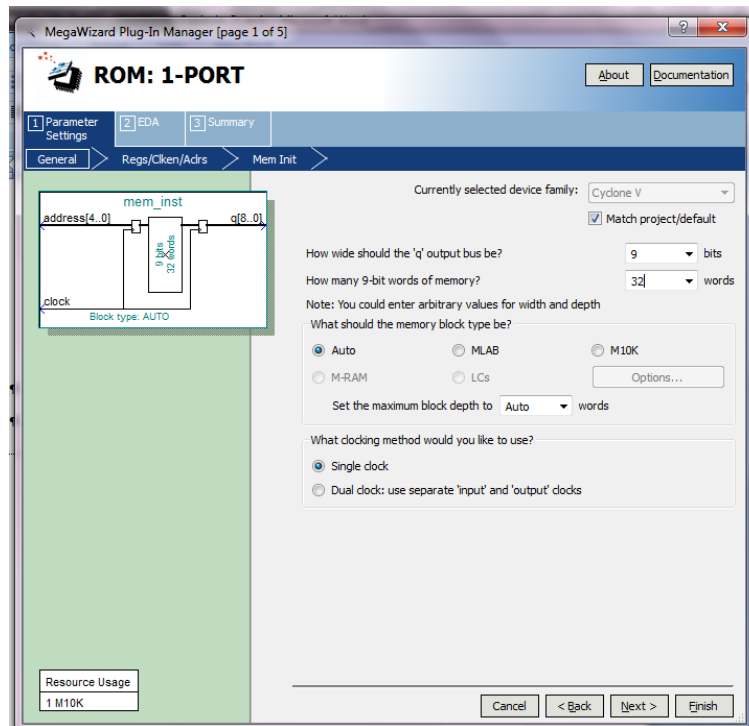 MegaWizard Plug-In Manager [page 1 of 5]
ROM: 1-PORT
About Documentation
1 Parameter Settings 2 EDA 3 Summary
General Regs/Clken/Adrs Mem Init
mem_inst
address[4..0] q[8..0]
9 bits
32 words
clock
Block type: AUTO
Currently selected device family: Cyclone V
Match project/default
How wide should the 'q' output bus be? 9 bits
How many 9-bit words of memory? 32 words
Note: You could enter arbitrary values for width and depth
What should the memory block type be?
Auto MLAB M10K
M-RAM LCs Options...
Set the maximum block depth to Auto words
What clocking method would you like to use?
Single clock
Dual clock: use separate 'input' and 'output' clocks
Resource Usage
1 M10K
Cancel < Back Next > Finish